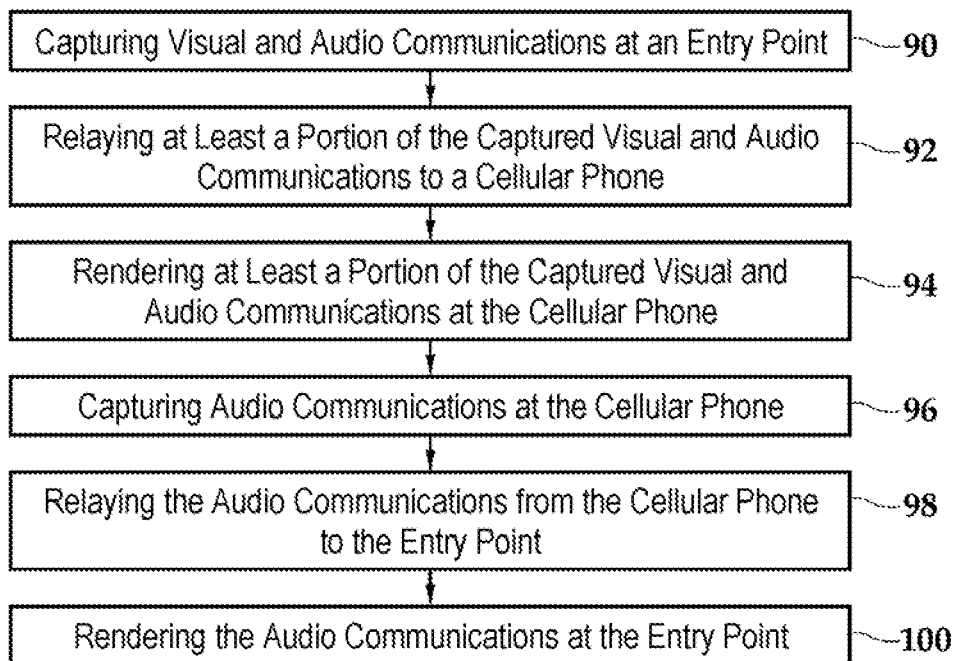 Capturing Visual and Audio Communications at an Entry Point 90
Relaying at Least a Portion of the Captured Visual and Audio
Communications to a Cellular Phone
92
Rendering at Least a Portion of the Captured Visual and
Audio Communications at the Cellular Phone
94
Capturing Audio Communications at the Cellular Phone 96
Relaying the Audio Communications from the Cellular Phone
to the Entry Point
98
Rendering the Audio Communications at the Entry Point 100